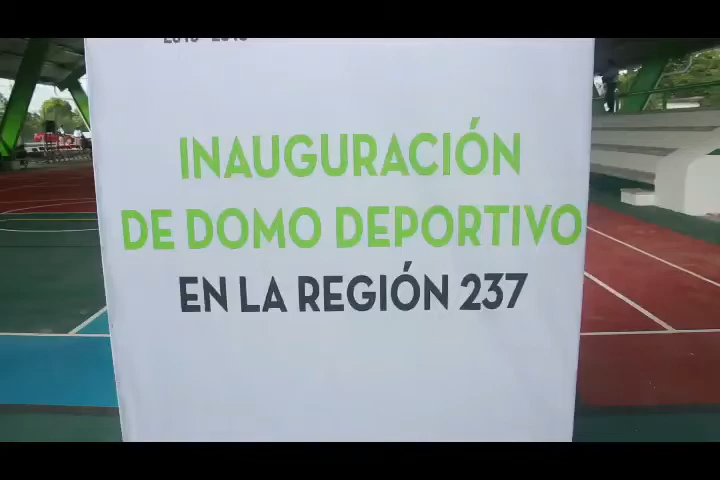 INAUGURACIÓN
DE DOMO DEPORTIVO
EN LA REGIÓN 237